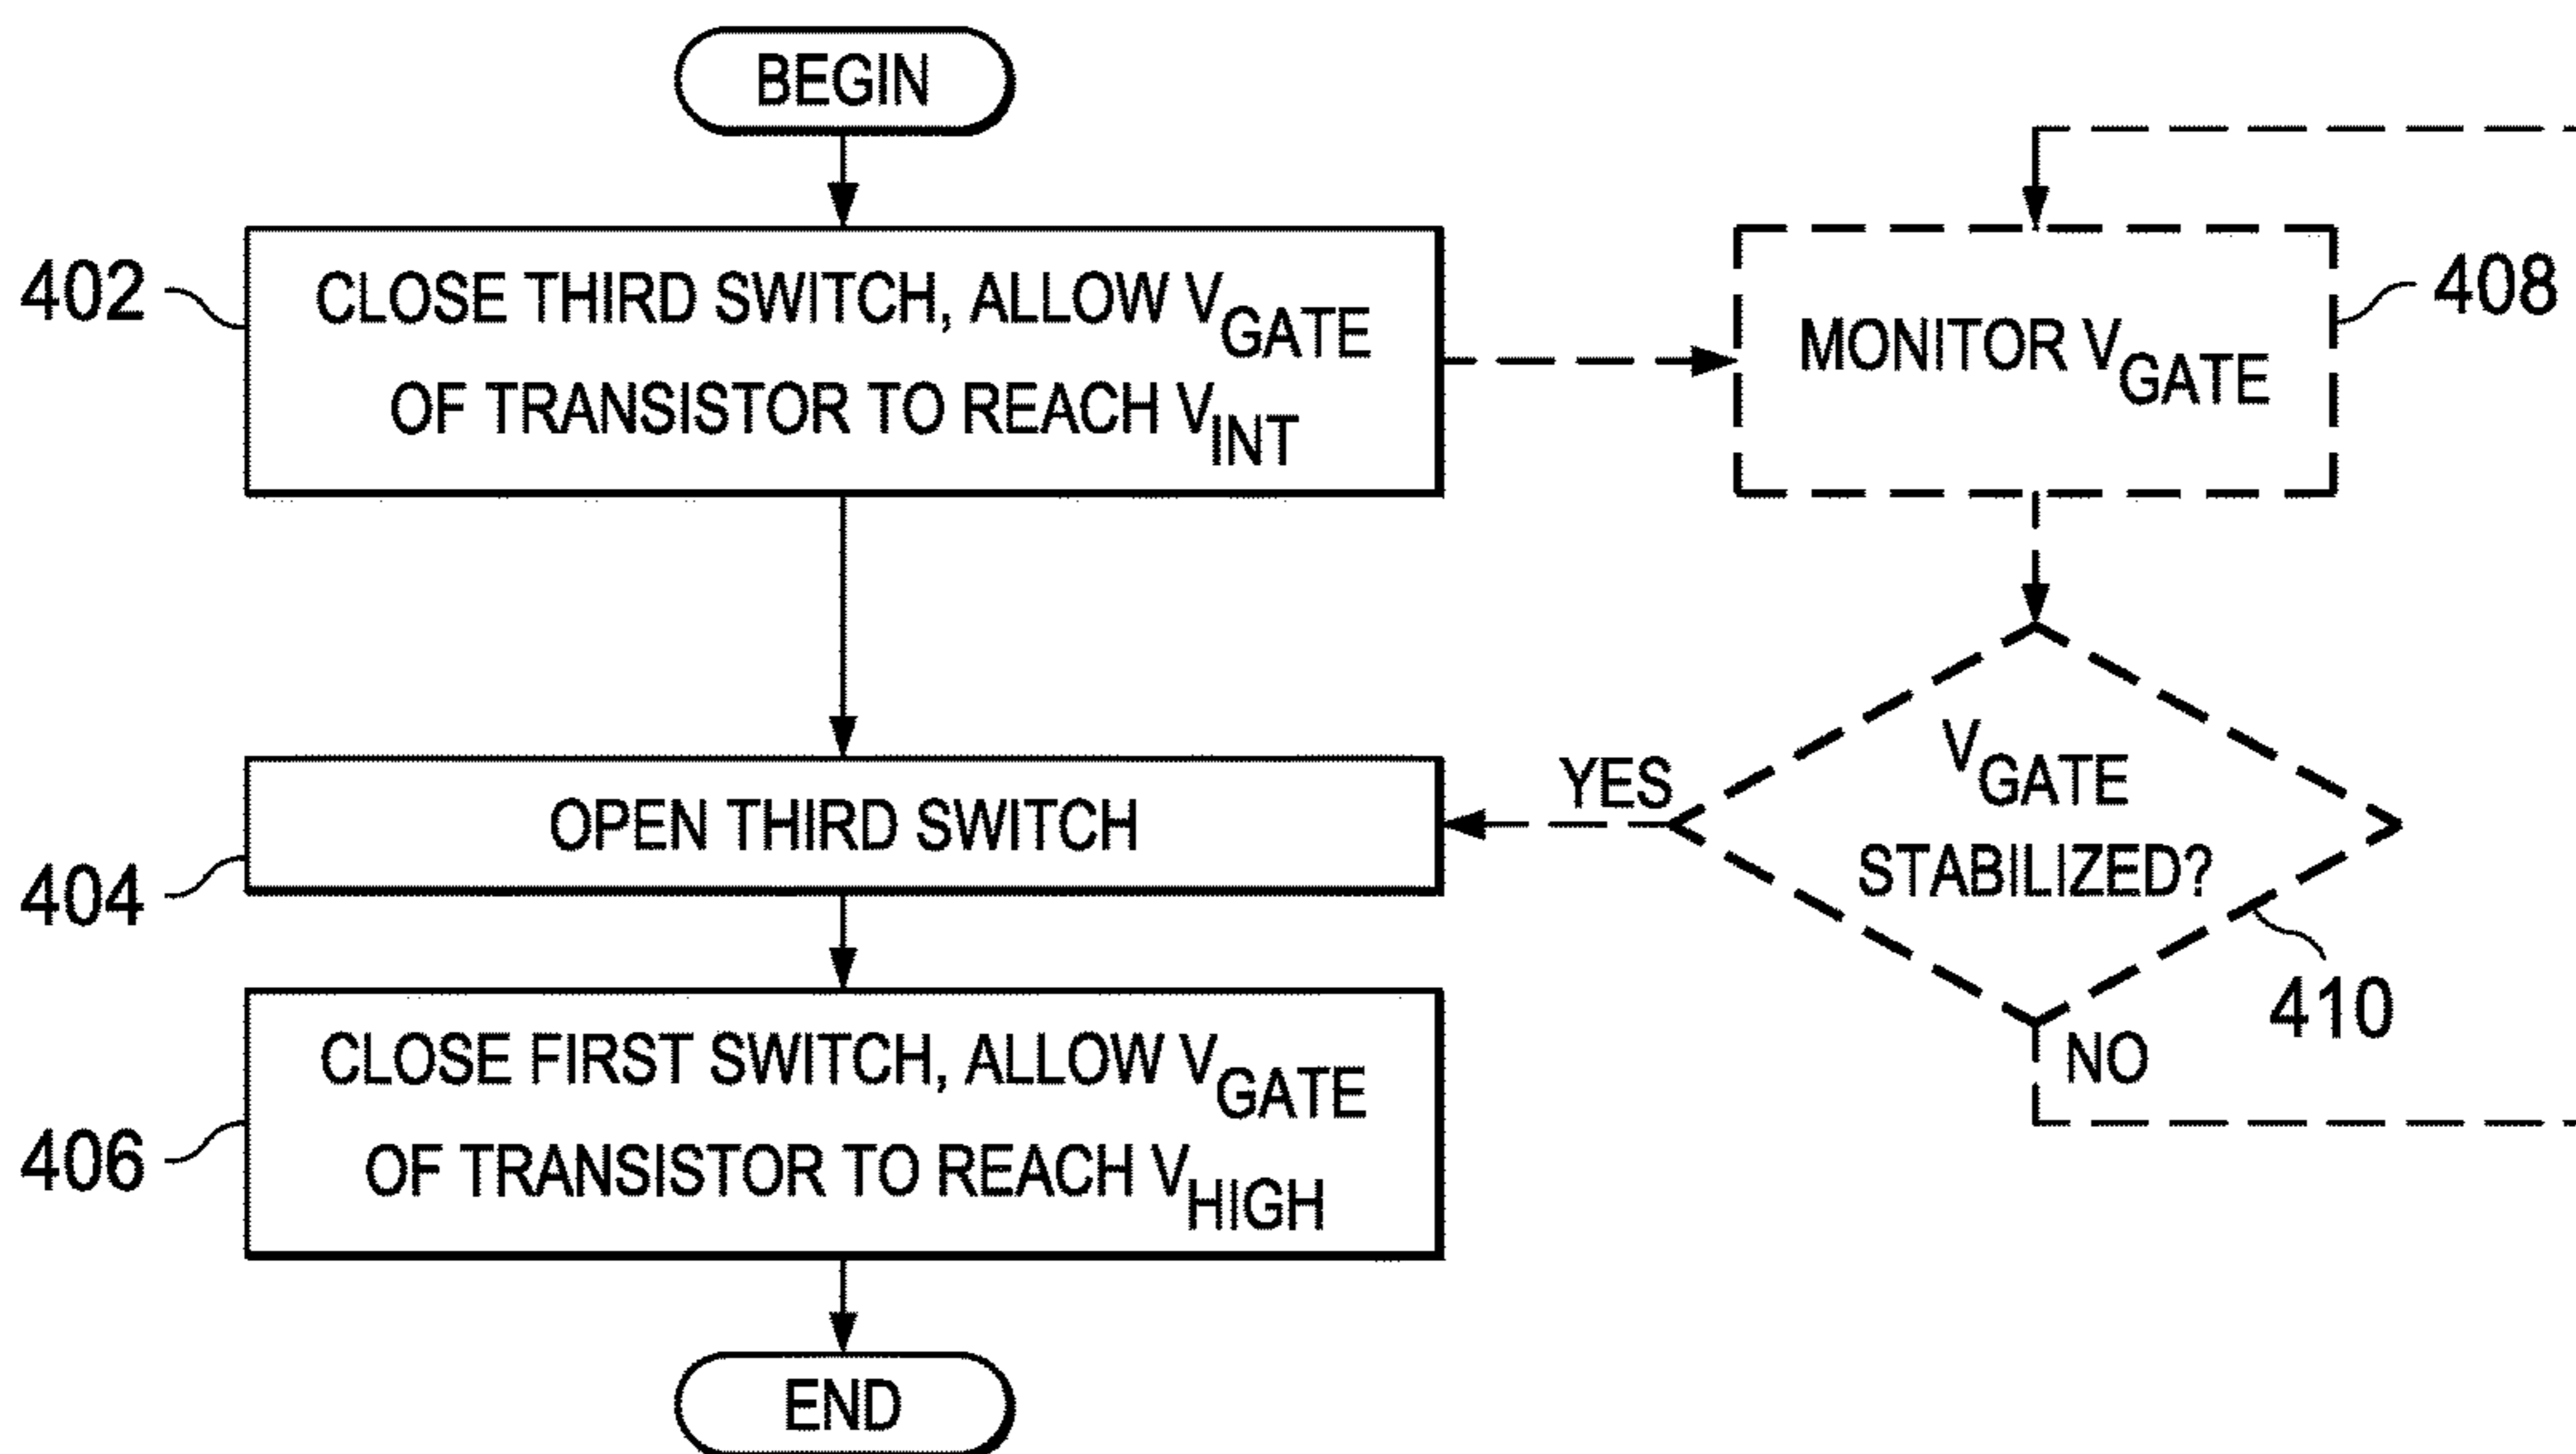 BEGIN
402
CLOSE THIRD SWITCH, ALLOW VGATE
OF TRANSISTOR TO REACH VINT
MONITOR VGATE
408
404
OPEN THIRD SWITCH
YES
VGATE
STABILIZED?
410
NO
406
CLOSE FIRST SWITCH, ALLOW VGATE
OF TRANSISTOR TO REACH VHIGH
END